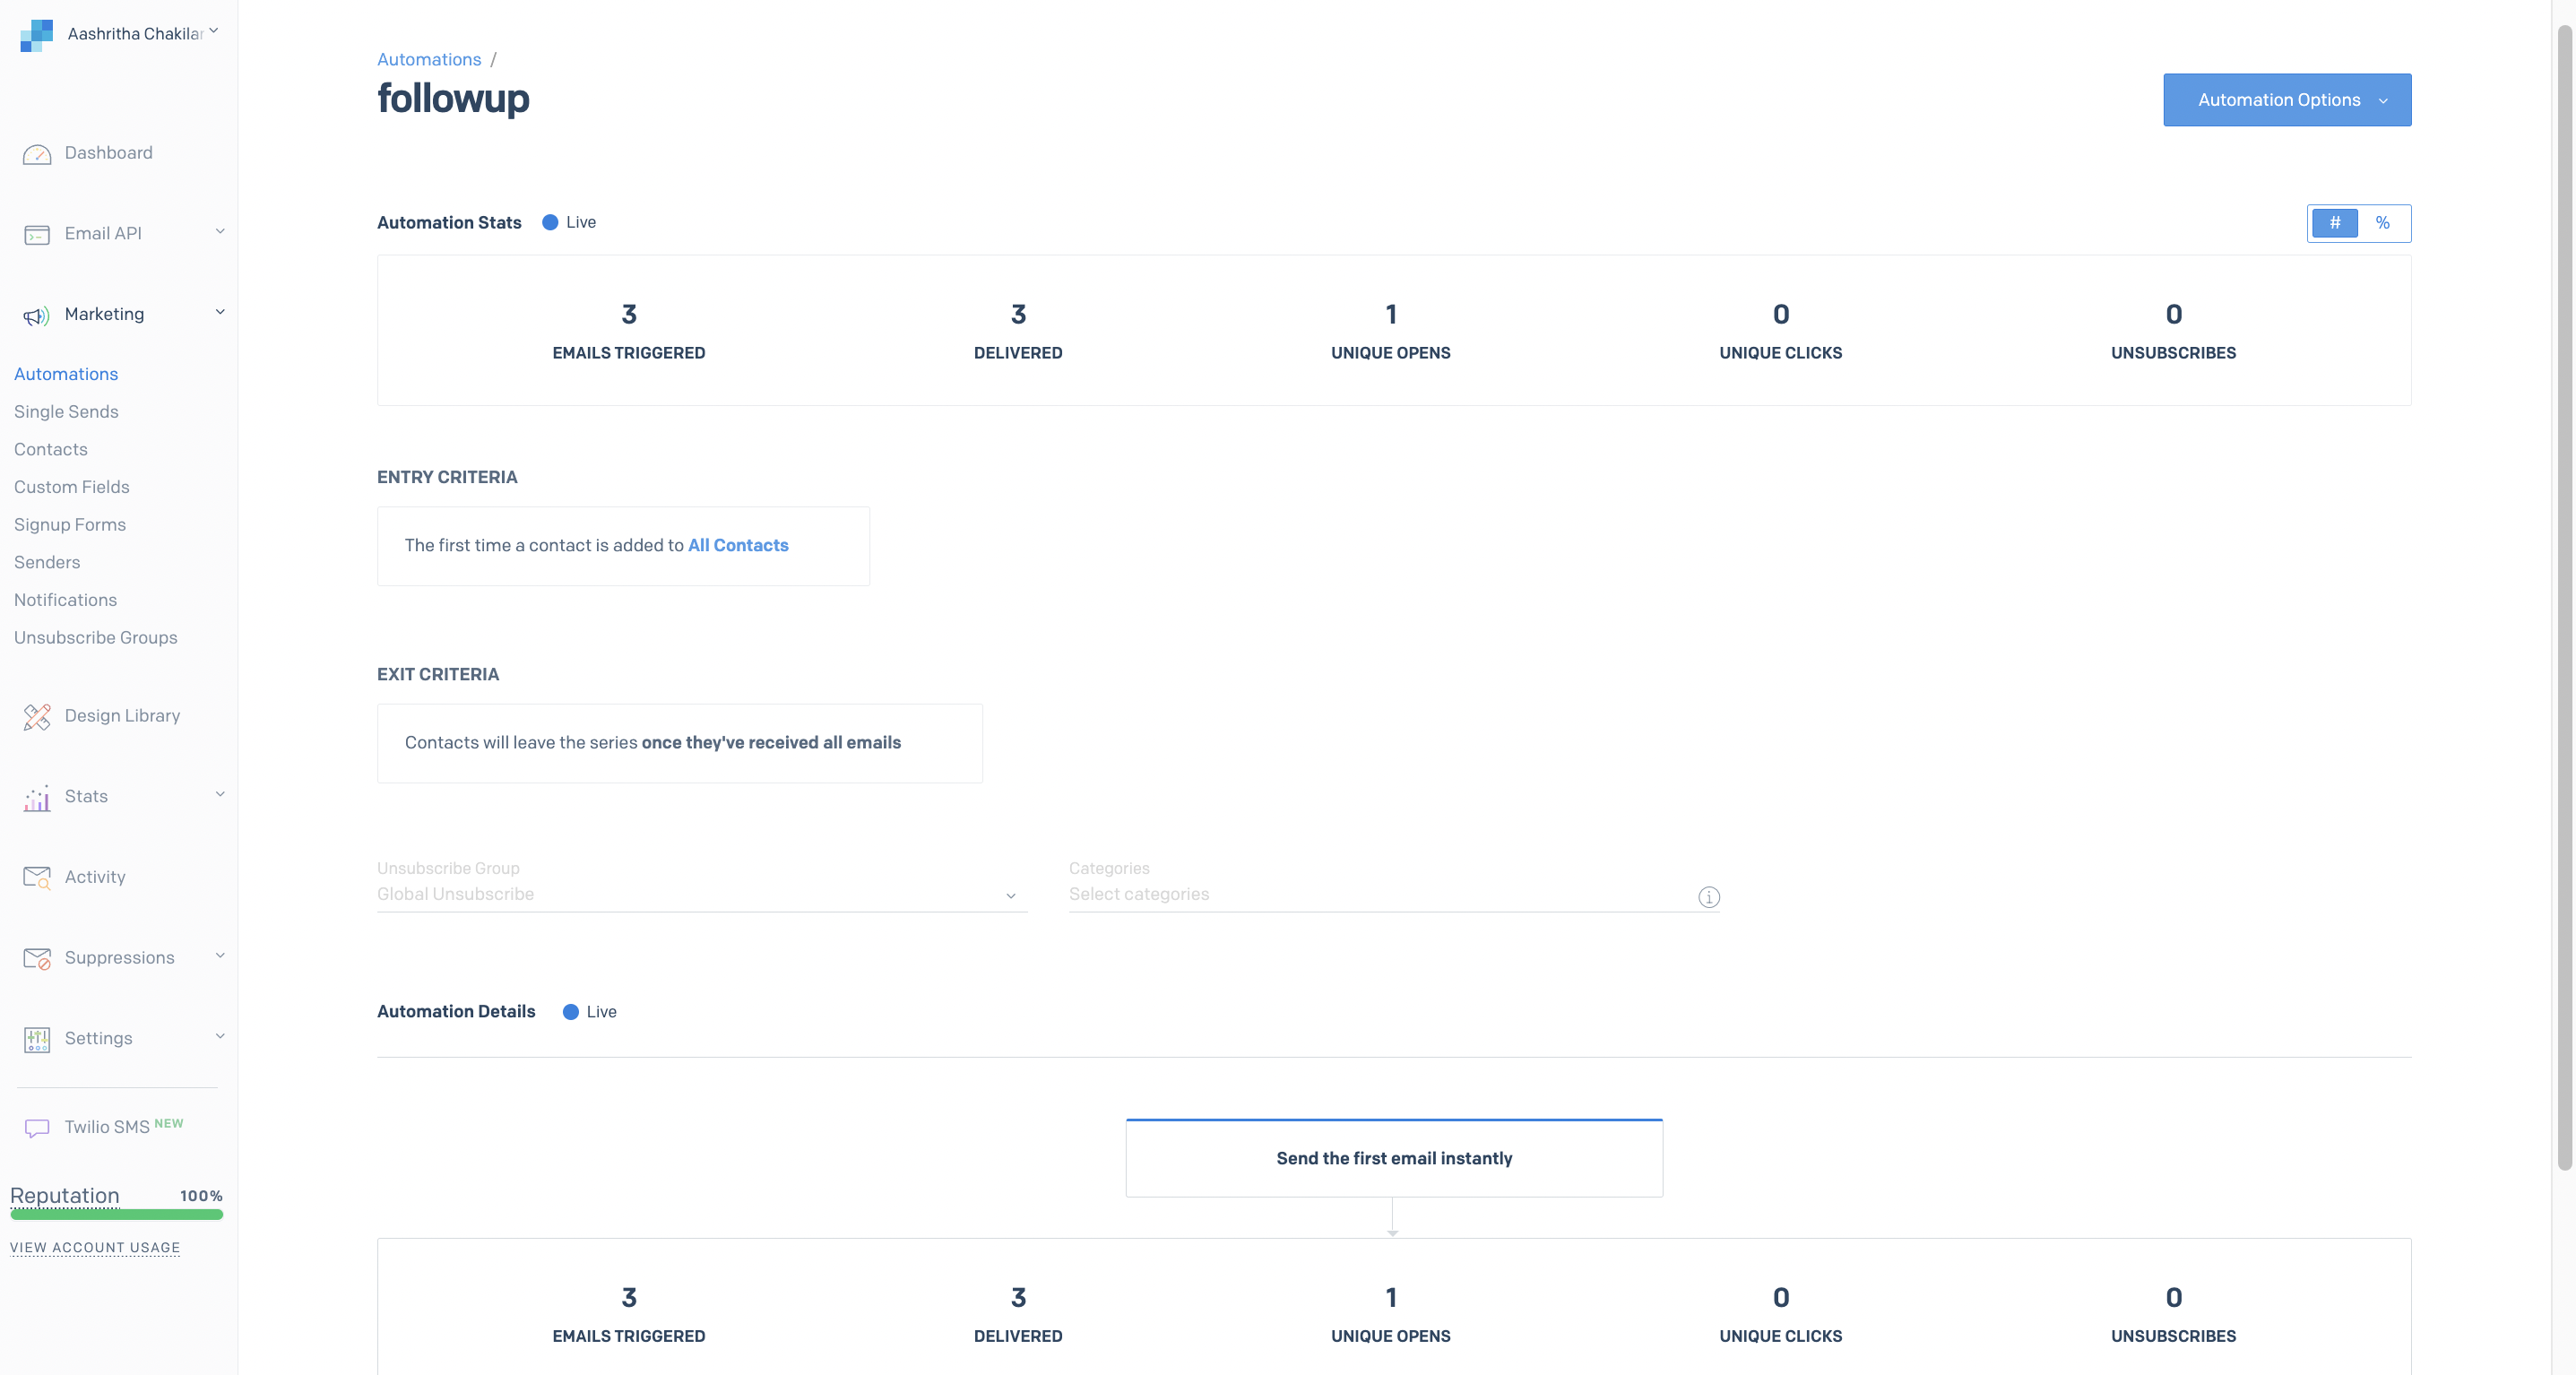 Aashritha Chakilar
Dashboard
Email API
Marketing
Automations
Single Sends
Contacts
Custom Fields
Signup Forms
Senders
Notifications
Unsubscribe Groups
Design Library
Stats
Activity
Suppressions
Settings
Twilio SMS NEW
Reputation 100%
VIEW ACCOUNT USAGE
Automations /
followup
Automation Options
Automation Stats Live
# %
3 3 1 0 0
EMAILS TRIGGERED DELIVERED UNIQUE OPENS UNIQUE CLICKS UNSUBSCRIBES
ENTRY CRITERIA
The first time a contact is added to All Contacts
EXIT CRITERIA
Contacts will leave the series once they've received all emails
Unsubscribe Group Categories
Global Unsubscribe Select categories
Automation Details Live
Send the first email instantly
3 3 1 0 0
EMAILS TRIGGERED DELIVERED UNIQUE OPENS UNIQUE CLICKS UNSUBSCRIBES